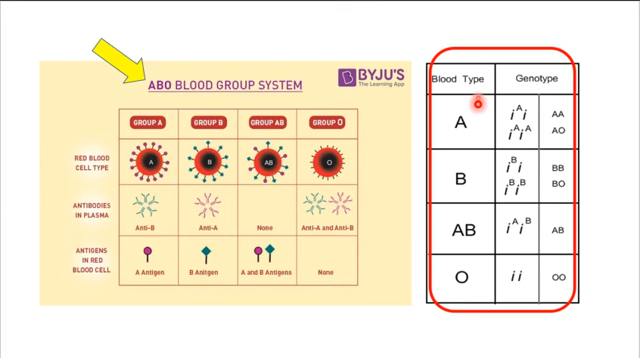 ABO BLOOD GROUP SYSTEM
BYJU'S
The Learning App
GROUP A GROUP B GROUP AB GROUP O
RED BLOOD
CELL TYPE
A B AB O
ANTIBODIES
IN PLASMA
Anti-B Anti-A None Anti-A and Anti-B
ANTIGENS
IN RED
BLOOD CELL
A Antigen B Anitgen A and B Antigens None
Blood Type Genotype
A
i^A i AA
i^A i^A AO
B
i^B i BB
i^B i^B BO
AB i^A i^B AB
O ii OO